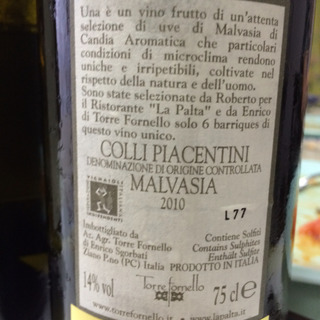 Una è un vino frutto di un'attenta
selezione di uve di Malvasia di
Candia Aromatica che particolari
condizioni di microclima rendono
uniche e irripetibili, coltivate nel
rispetto della natura e dell'uomo.
Sono state selezionate da Roberto per
il Ristorante "La Palta" e da Enrico
di Torre Fornello solo 6 barriques di
questo vino unico.
COLLI PIACENTINI
DENOMINAZIONE DI ORIGINE CONTROLLATA
MALVASIA
2010
VIGNAIOLI
INDIPENDENTI
L 77
Imbottigliato da
Az. Agr. Torre Fornello
di Enrico Sgorbati
Ziano P.no (PC) Italia
Contiene Solfiti
Contains Sulphites
Enthält Sulfite
PRODOTTO IN ITALIA
14% vol
Torre Fornello
75 cl e
www.torrefornello.it www.lapalta.it